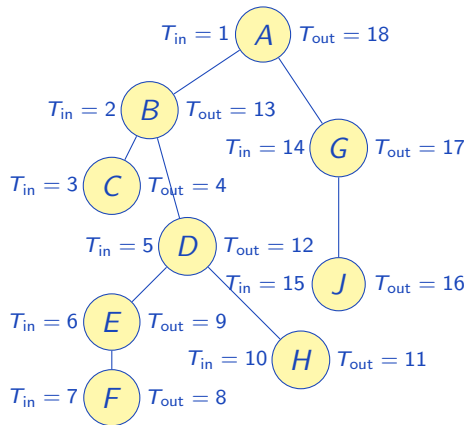 T_in = 1 A T_out = 18
T_in = 2 B T_out = 13
T_in = 14 G T_out = 17
T_in = 3 C T_out = 4
T_in = 5 D T_out = 12
T_in = 15 J T_out = 16
T_in = 6 E T_out = 9
T_in = 10 H T_out = 11
T_in = 7 F T_out = 8